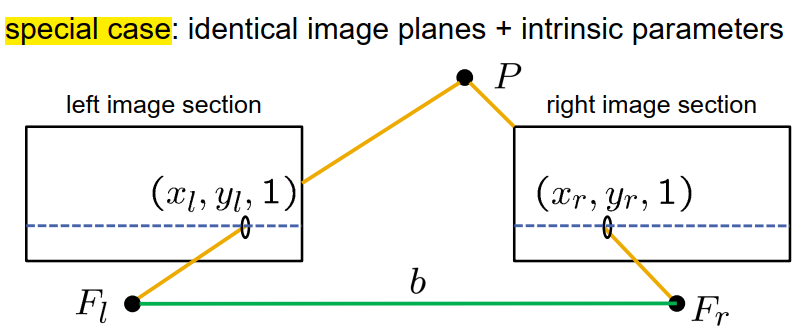 special case: identical image planes + intrinsic parameters
P
left image section
right image section
(x_l, y_l, 1)
(x_r, y_r, 1)
b
F_l
F_r